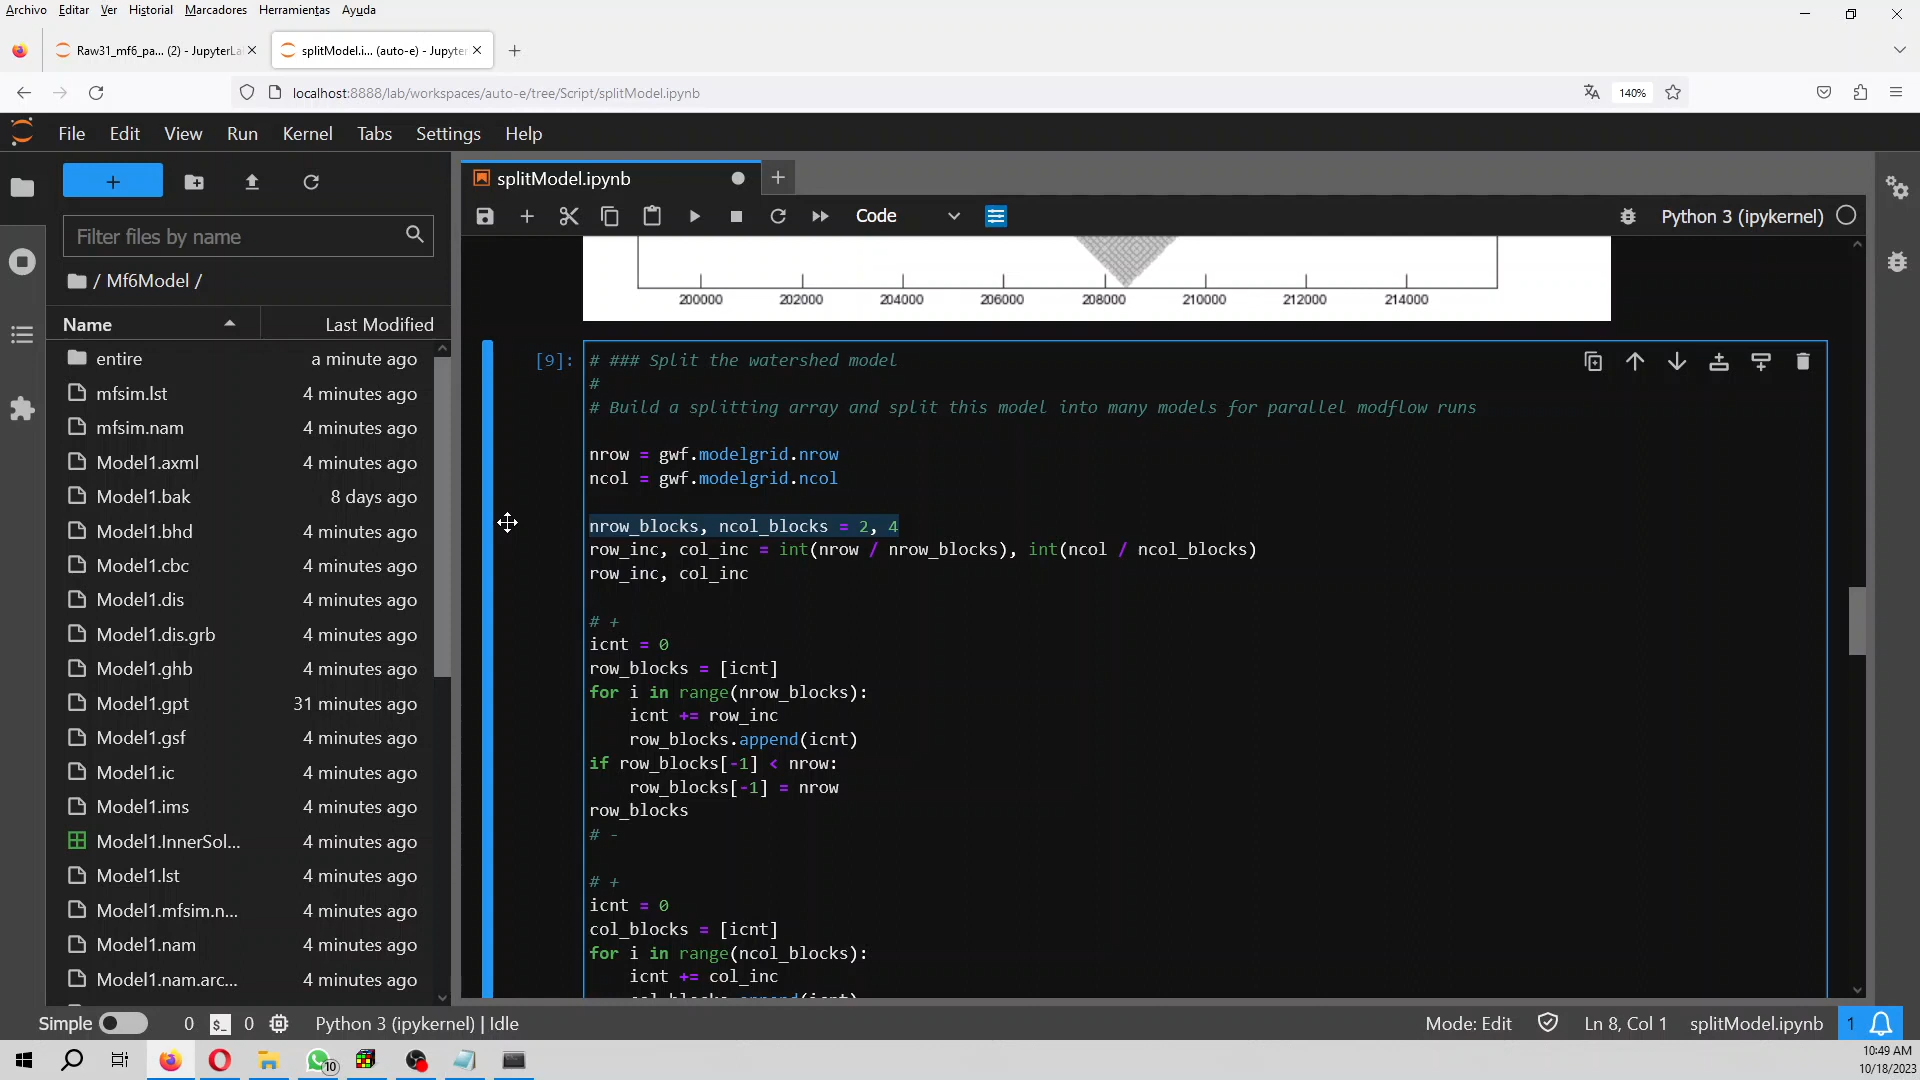 Archivo Editar Ver Historial Marcadores Herramientas Ayuda
Raw31_mf6_pa... (2) - JupyterLa
splitModel.i... (auto-e) - Jupyter
localhost:8888/lab/workspaces/auto-e/tree/Script/splitModel.ipynb
140%
File Edit View Run Kernel Tabs Settings Help
splitModel.ipynb
Code
Python 3 (ipykernel)
Filter files by name
/ Mf6Model /
Name Last Modified
entire a minute ago
mfsim.lst 4 minutes ago
mfsim.nam 4 minutes ago
Model1.axml 4 minutes ago
Model1.bak 8 days ago
Model1.bhd 4 minutes ago
Model1.cbc 4 minutes ago
Model1.dis 4 minutes ago
Model1.dis.grb 4 minutes ago
Model1.ghb 4 minutes ago
Model1.gpt 31 minutes ago
Model1.gsf 4 minutes ago
Model1.ic 4 minutes ago
Model1.ims 4 minutes ago
Model1.InnerSol... 4 minutes ago
Model1.lst 4 minutes ago
Model1.mfsim.n... 4 minutes ago
Model1.nam 4 minutes ago
Model1.nam.arc... 4 minutes ago
200000 202000 204000 206000 208000 210000 212000 214000
[9]:
# ### Split the watershed model
#
# Build a splitting array and split this model into many models for parallel modflow runs
nrow = gwf.modelgrid.nrow
ncol = gwf.modelgrid.ncol
nrow_blocks, ncol_blocks = 2, 4
row_inc, col_inc = int(nrow / nrow_blocks), int(ncol / ncol_blocks)
row_inc, col_inc
# +
icnt = 0
row_blocks = [icnt]
for i in range(nrow_blocks):
    icnt += row_inc
    row_blocks.append(icnt)
if row_blocks[-1] < nrow:
    row_blocks[-1] = nrow
row_blocks
# -
# +
icnt = 0
col_blocks = [icnt]
for i in range(ncol_blocks):
    icnt += col_inc
    col_blocks.append(icnt)
Simple 0 0 Python 3 (ipykernel) | Idle
Mode: Edit Ln 8, Col 1 splitModel.ipynb 1
10
10:49 AM
10/18/2023